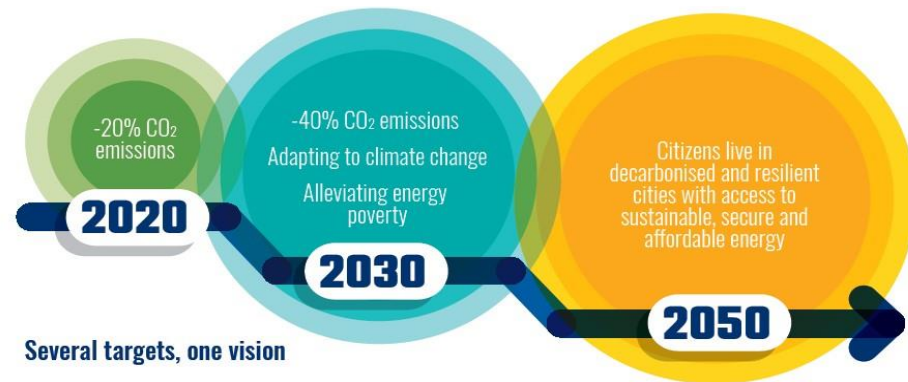 -20% CO₂
emissions
2020
-40% CO₂ emissions
Adapting to climate change
Alleviating energy
poverty
2030
Citizens live in
decarbonised and resilient
cities with access to
sustainable, secure and
affordable energy
2050
Several targets, one vision